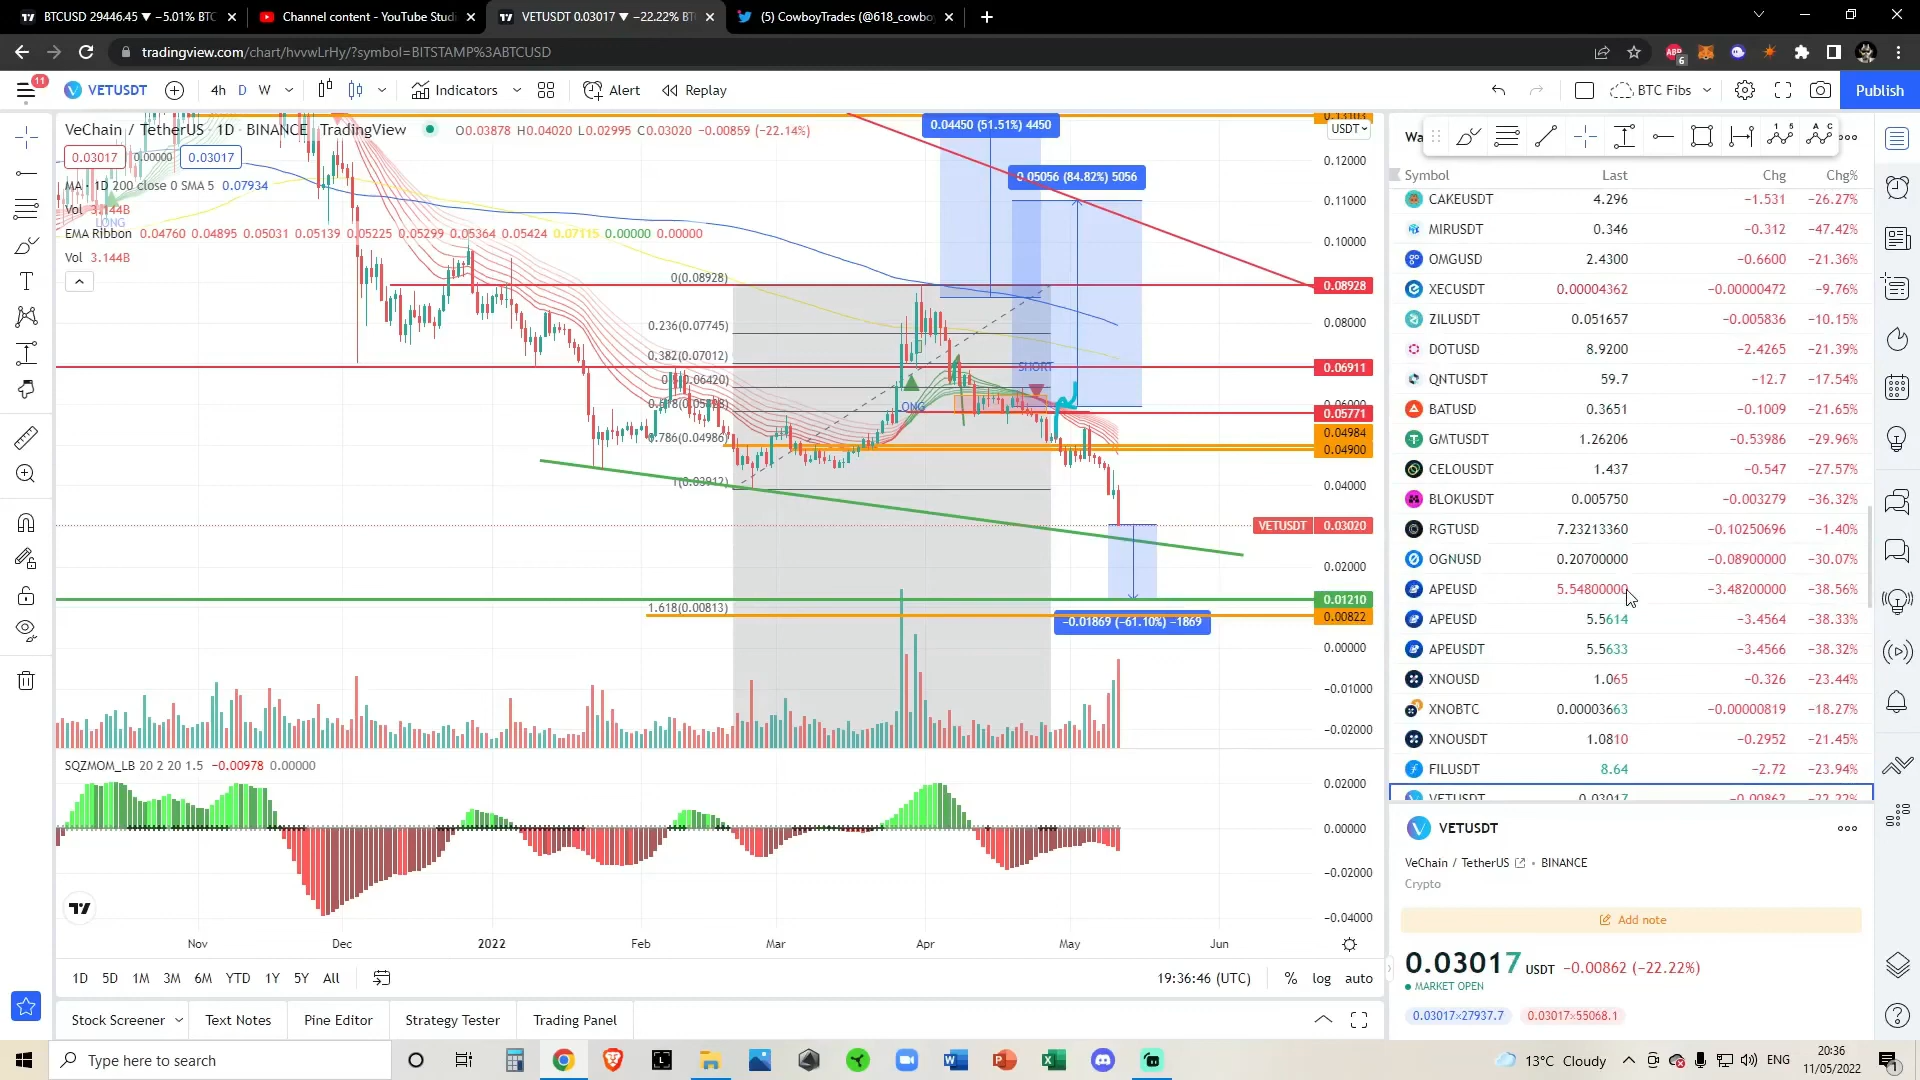 BTCUSD 29446.45 ▼ −5.01% BTC
Channel content - YouTube Studi
VETUSDT 0.03017 ▼ −22.22% BT
(5) CowboyTrades (@618_cowboy
tradingview.com/chart/hvvwLrHy/?symbol=BITSTAMP%3ABTCUSD
11
VETUSDT
4h D W
Indicators
Alert
Replay
BTC Fibs
Publish
VeChain / TetherUS · 1D · BINANCE · TradingView
O0.03878 H0.04020 L0.02995 C0.03020 −0.00859 (−22.14%)
0.03017 0.00000 0.03017
MA · 1D 200 close 0 SMA 5 0.07934
Vol 3.144B
LONG
EMA Ribbon 0.04760 0.04895 0.05031 0.05139 0.05225 0.05299 0.05364 0.05424 0.07115 0.00000 0.00000
Vol 3.144B
0.04450 (51.51%) 4450
0.05056 (84.82%) 5056
0(0.08928)
0.236(0.07745)
0.382(0.07012)
1(0.03912)
1.618(0.00813)
SHORT
−0.01869 (−61.10%) −1869
USDT
0.12000
0.11000
0.10000
0.08928
0.08000
0.06911
0.05771
0.04984
0.04900
0.04000
VETUSDT 0.03020
0.02000
0.01210
0.00822
0.00000
−0.01000
−0.02000
SQZMOM_LB 20 2 20 1.5 −0.00978 0.00000
0.02000
0.00000
−0.02000
−0.04000
Nov Dec 2022 Feb Mar Apr May Jun
1D 5D 1M 3M 6M YTD 1Y 5Y All
19:36:46 (UTC) % log auto
Stock Screener Text Notes Pine Editor Strategy Tester Trading Panel
Wa
Symbol Last Chg Chg%
CAKEUSDT 4.296 −1.531 −26.27%
MIRUSDT 0.346 −0.312 −47.42%
OMGUSD 2.4300 −0.6600 −21.36%
XECUSDT 0.00004362 −0.00000472 −9.76%
ZILUSDT 0.051657 −0.005836 −10.15%
DOTUSD 8.9200 −2.4265 −21.39%
QNTUSDT 59.7 −12.7 −17.54%
BATUSD 0.3651 −0.1009 −21.65%
GMTUSDT 1.26206 −0.53986 −29.96%
CELOUSDT 1.437 −0.547 −27.57%
BLOKUSDT 0.005750 −0.003279 −36.32%
RGTUSD 7.23213360 −0.10250696 −1.40%
OGNUSD 0.20700000 −0.08900000 −30.07%
APEUSD 5.54800000 −3.48200000 −38.56%
APEUSD 5.5614 −3.4564 −38.33%
APEUSDT 5.5633 −3.4566 −38.32%
XNOUSD 1.065 −0.326 −23.44%
XNOBTC 0.00003663 −0.00000819 −18.27%
XNOUSDT 1.0810 −0.2952 −21.45%
FILUSDT 8.64 −2.72 −23.94%
VETUSDT 0.03017 −0.00862 −22.22%
VETUSDT
VeChain / TetherUS • BINANCE
Crypto
Add note
0.03017 USDT −0.00862 (−22.22%)
MARKET OPEN
0.03017×27937.7 0.03017×55068.1
Type here to search
13°C Cloudy
ENG
20:36
11/05/2022